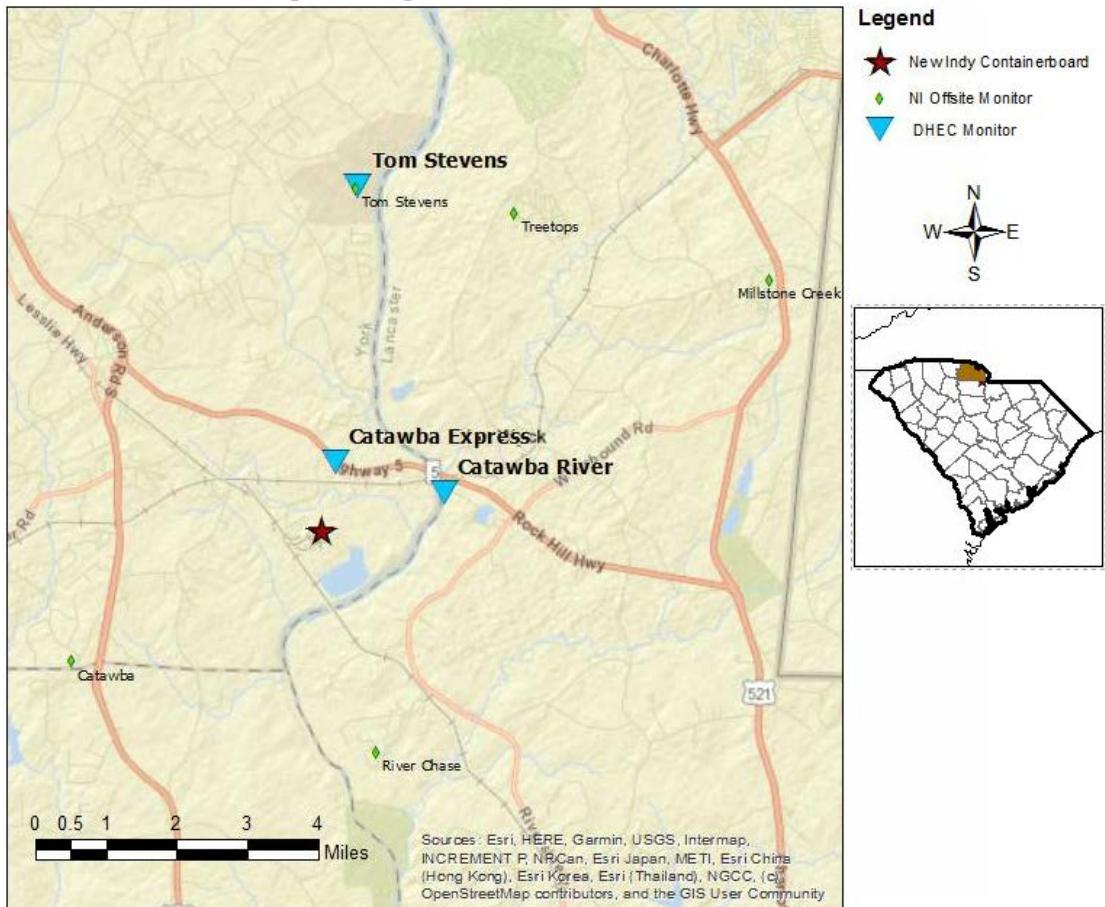 Legend
New Indy Containerboard
NI Offsite Monitor
DHEC Monitor
N
W
E
S
Charlotte Hwy
Tom Stevens
Tom Stevens
Treetops
Millstone Creek
Lesslie Hwy
Anderson Rd S
York
Lancaster
Catawba Express
Highway 5
5
Catawba River
Rock Hill Hwy
Catawba
521
River Chase
0 0.5 1 2 3 4
Miles
Sources: Esri, HERE, Garmin, USGS, Intermap,
INCREMENT P, NRCan, Esri Japan, METI, Esri China
(Hong Kong), Esri Korea, Esri (Thailand), NGCC, (c)
OpenStreetMap contributors, and the GIS User Community